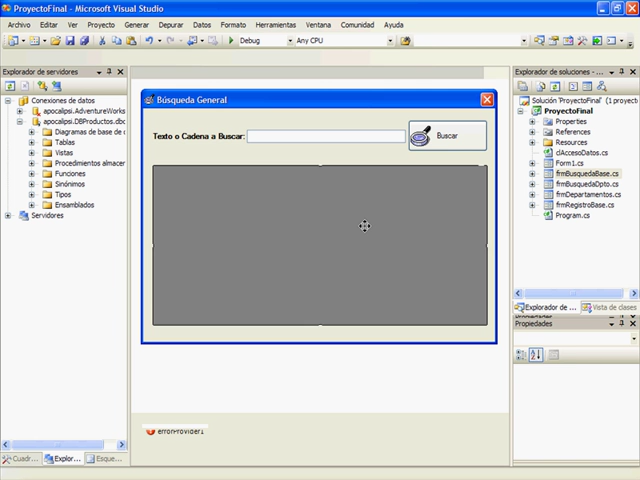 ProyectoFinal - Microsoft Visual Studio
Archivo Editar Ver Proyecto Generar Depurar Datos Formato Herramientas Ventana Comunidad Ayuda
Debug Any CPU
Explorador de servidores
Conexiones de datos
apocalipsi.AdventureWorks
apocalipsi.DBProductos.dbo
Diagramas de base de d
Tablas
Vistas
Procedimientos almacer
Funciones
Sinónimos
Tipos
Ensamblados
Servidores
Cuadr...
Explor...
Esque...
Búsqueda General
Texto o Cadena a Buscar:
Buscar
errorProvider1
Explorador de soluciones - ...
Solución 'ProyectoFinal' (1 proyect
ProyectoFinal
Properties
References
Resources
clAccesoDatos.cs
Form1.cs
frmBusquedaBase.cs
frmBusquedaDpto.cs
frmDepartamentos.cs
frmRegistroBase.cs
Program.cs
Explorador de ...
Vista de clases
Propiedades